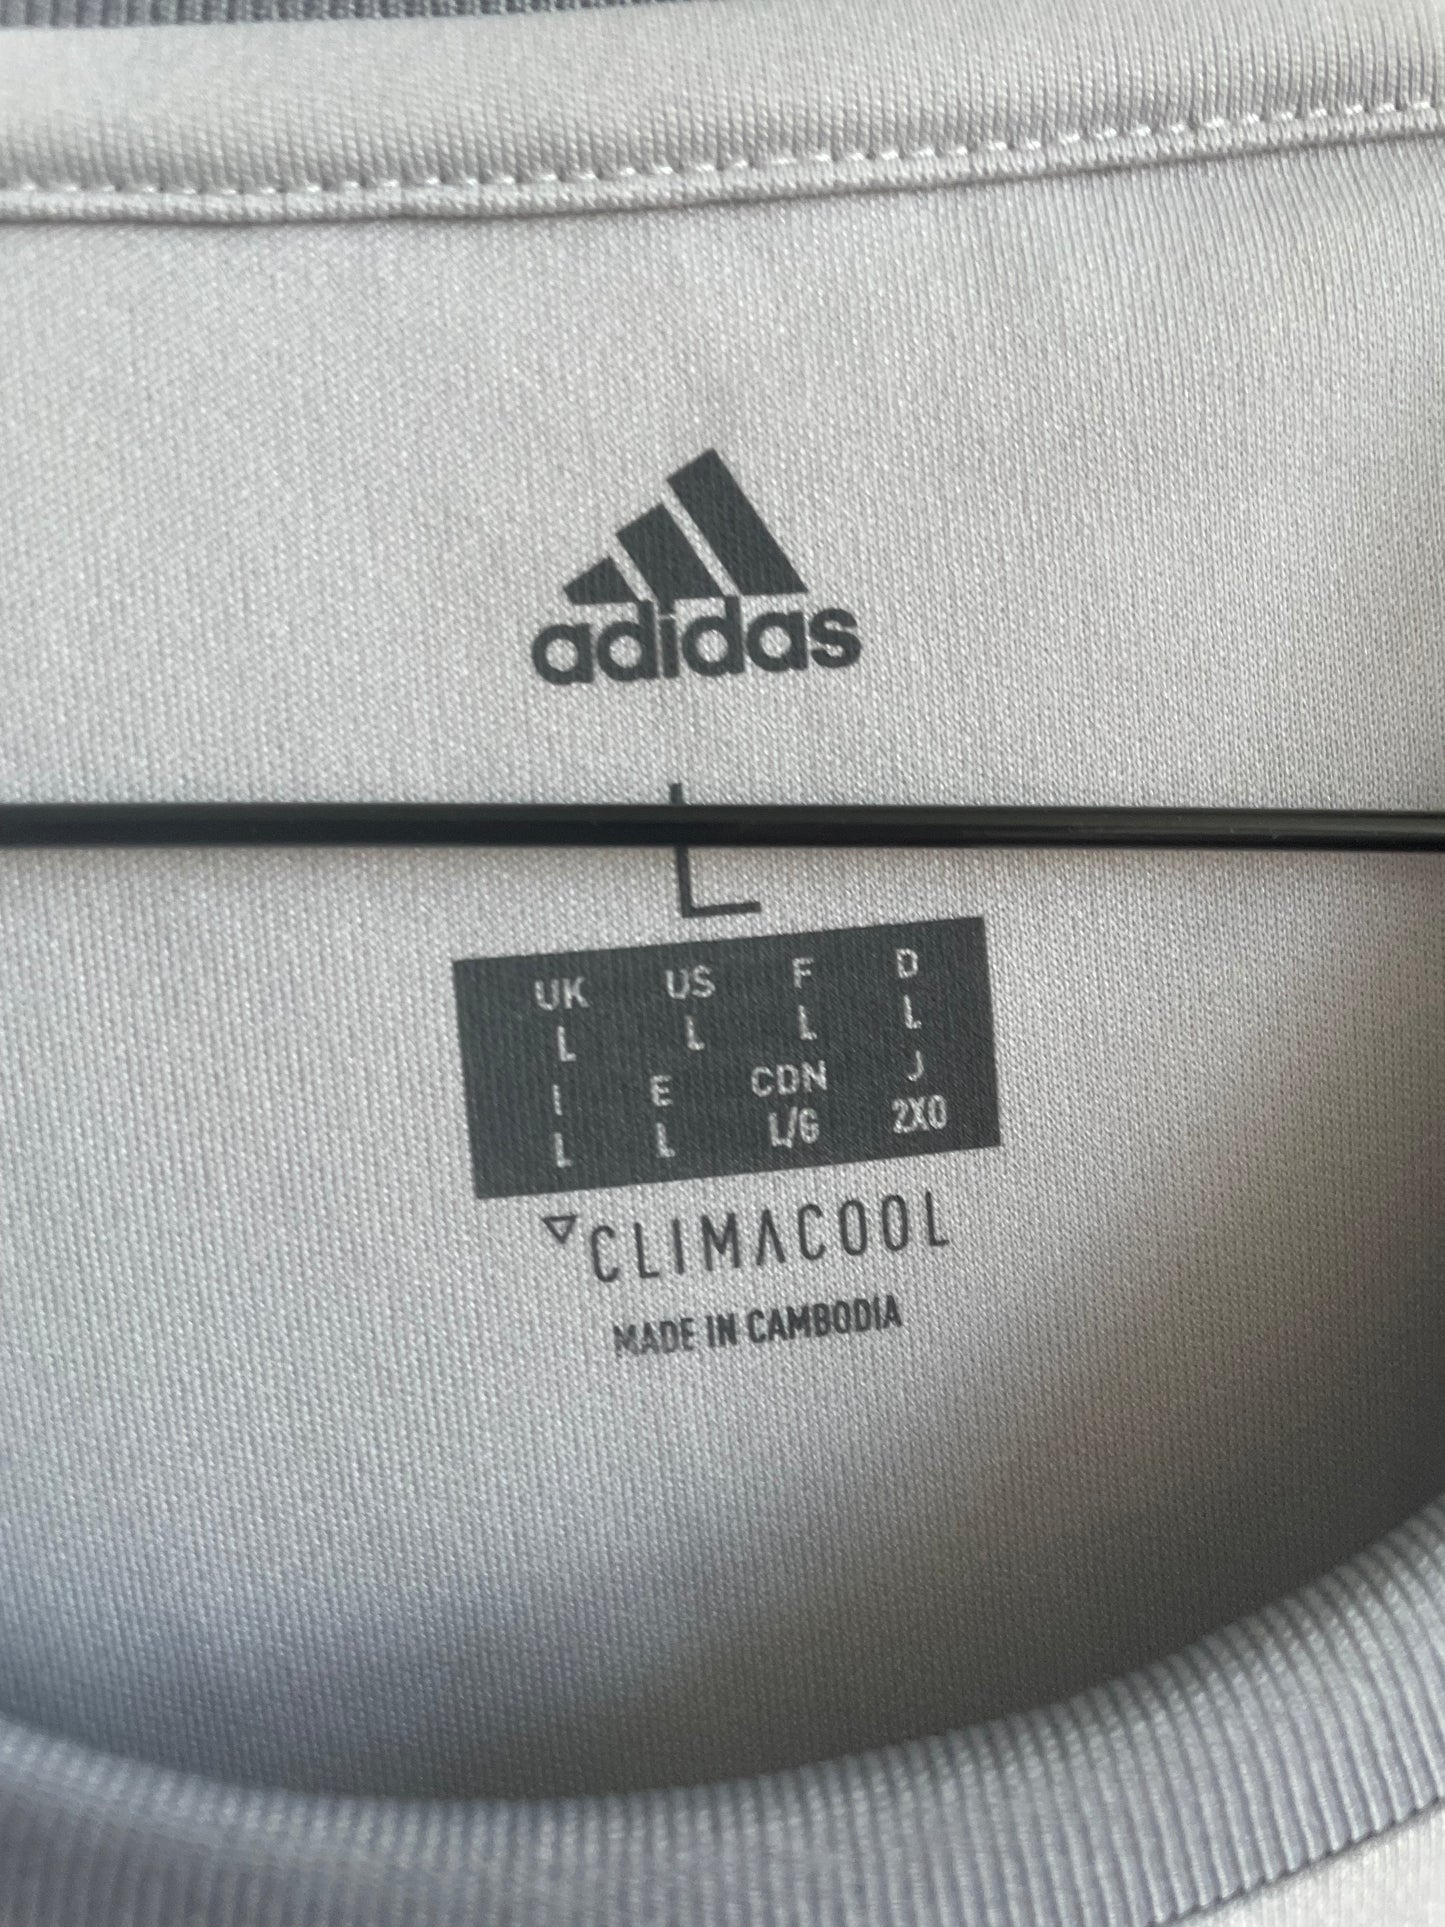 adidas
L
UK US F D
L L L L
I E CDN J
L L L/G 2XO
CLIMACOOL
MADE IN CAMBODIA